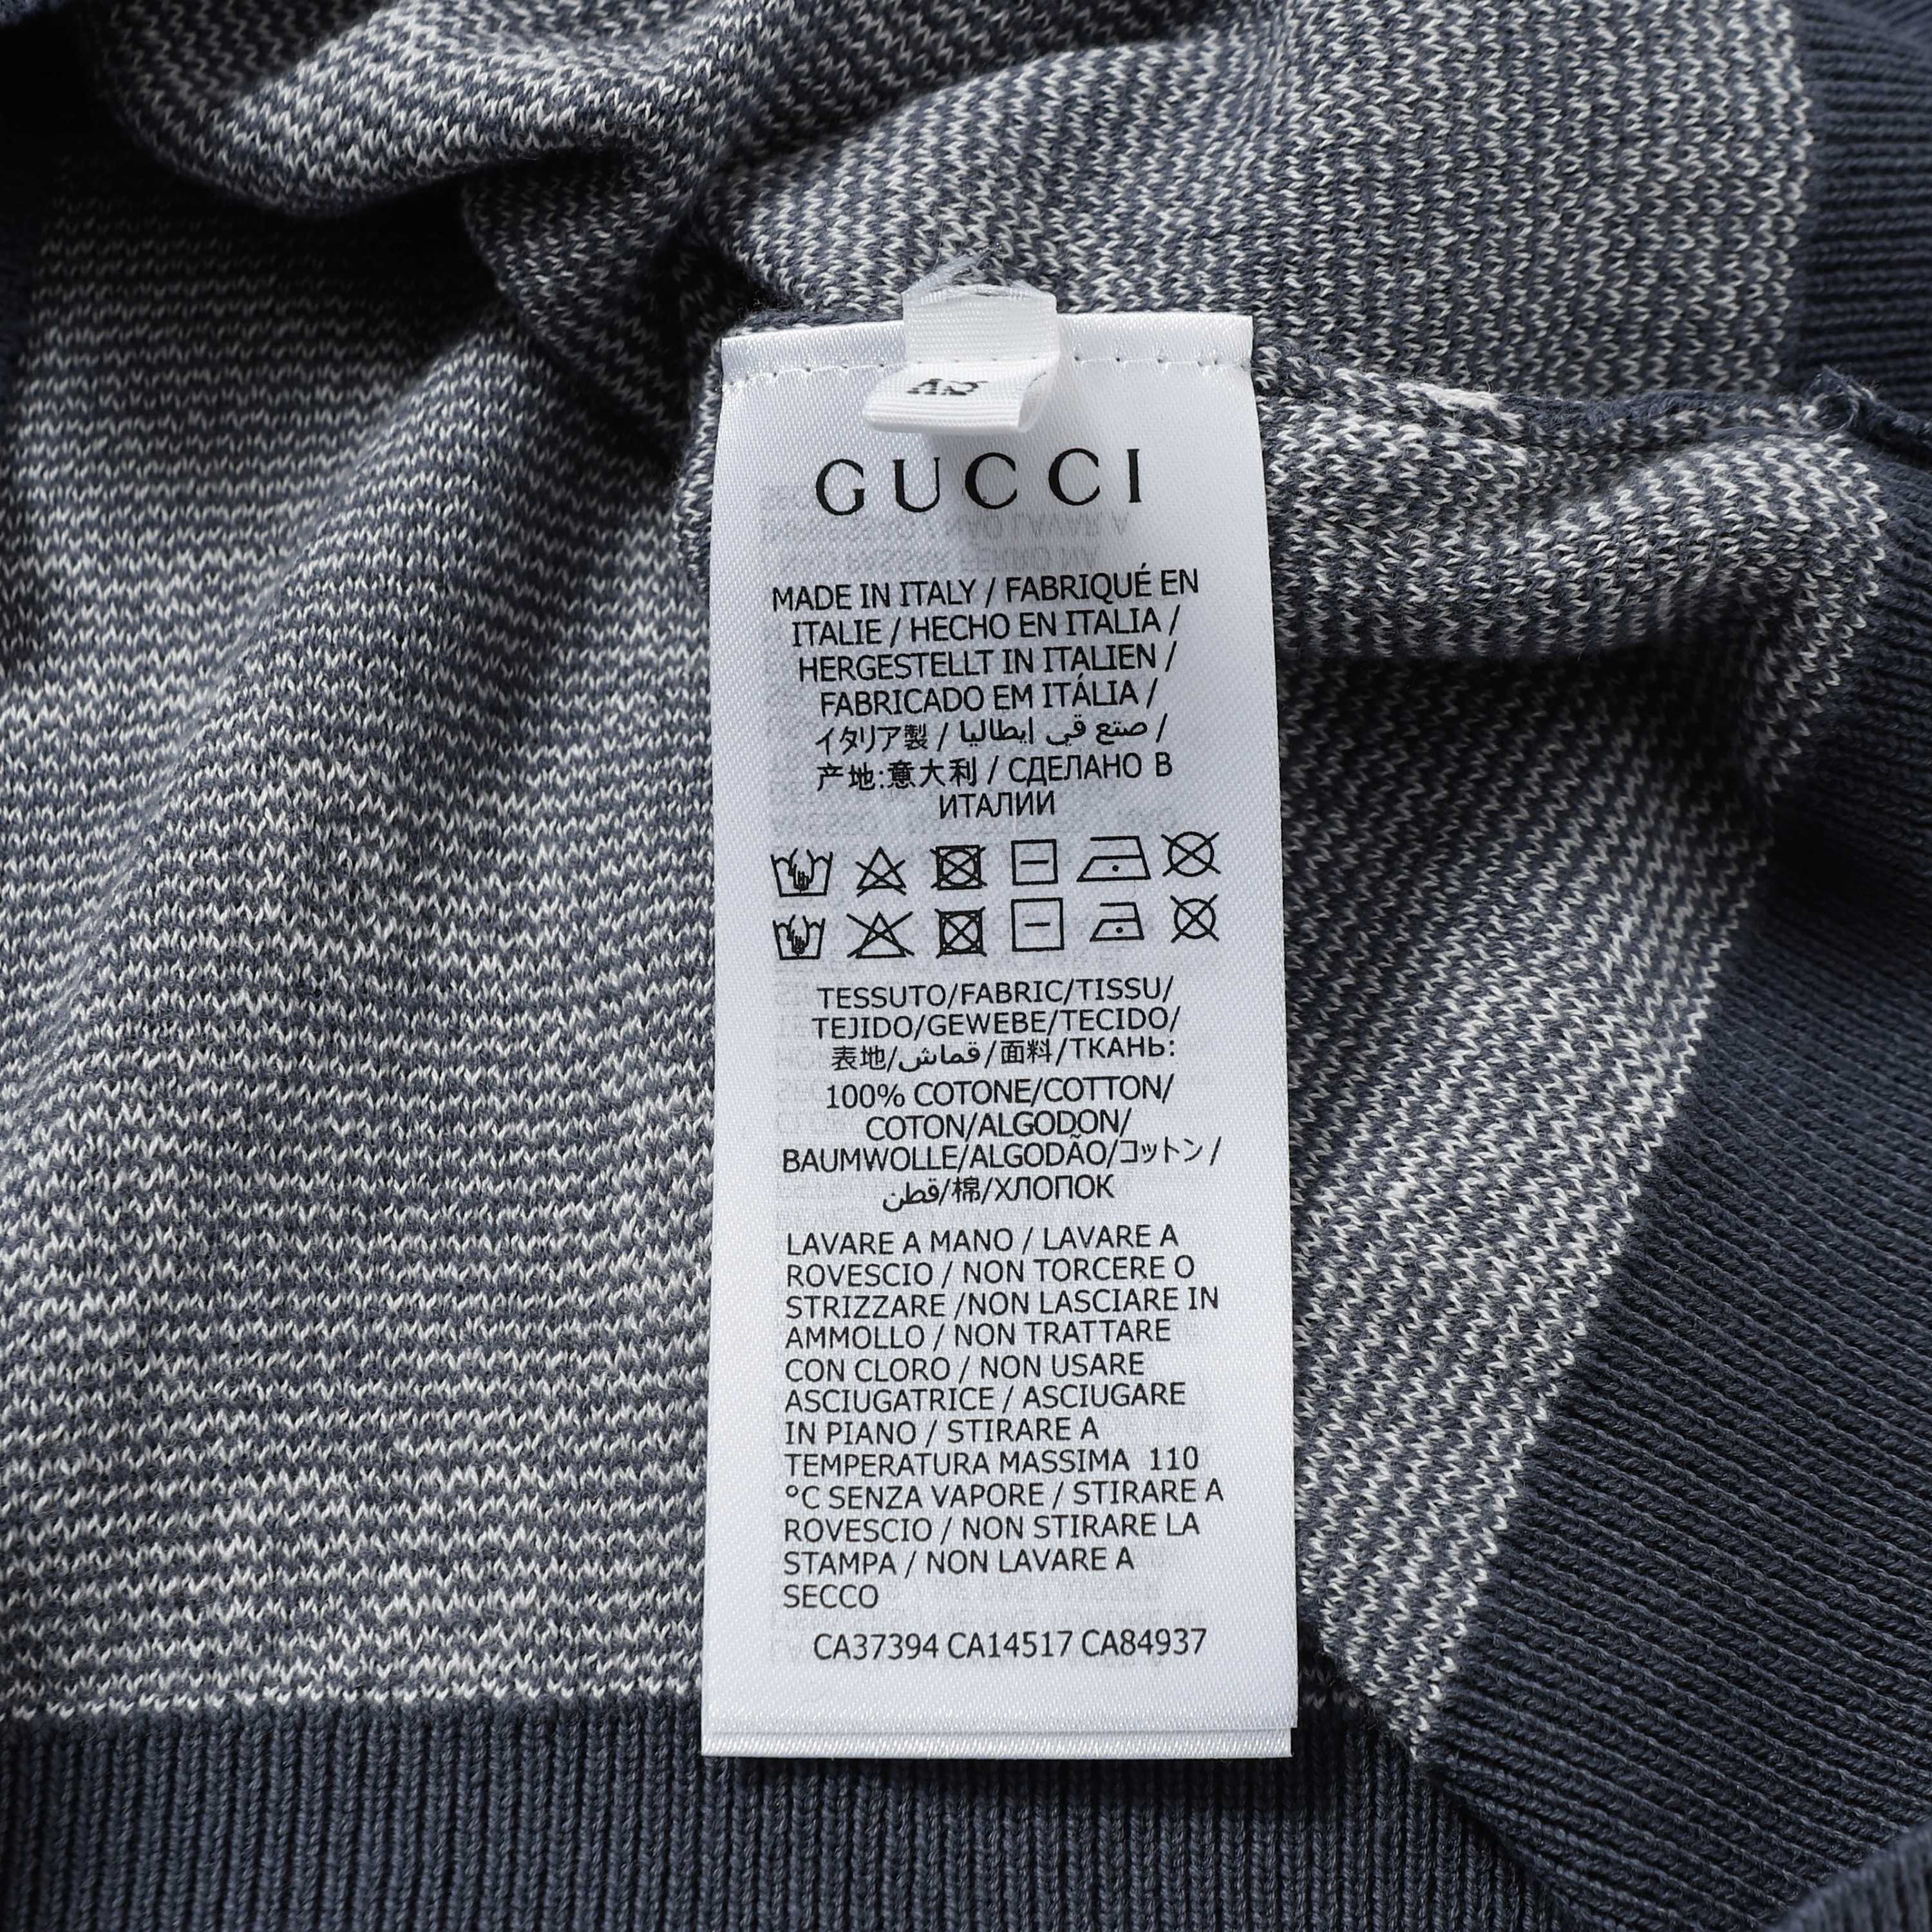 GUCCI
MADE IN ITALY / FABRIQUÉ EN
ITALIE / HECHO EN ITALIA /
HERGESTELLT IN ITALIEN /
FABRICADO EM ITÁLIA /
イタリア製 / صنع في إيطاليا /
产地:意大利 / СДЕЛАНО В
ИТАЛИИ
TESSUTO/FABRIC/TISSU/
TEJIDO/GEWEBE/TECIDO/
表地/قماش/面料/ТКАНЬ:
100% COTONE/COTTON/
COTON/ALGODON/
BAUMWOLLE/ALGODÃO/コットン/
قطن/棉/ХЛОПОК
LAVARE A MANO / LAVARE A
ROVESCIO / NON TORCERE O
STRIZZARE /NON LASCIARE IN
AMMOLLO / NON TRATTARE
CON CLORO / NON USARE
ASCIUGATRICE / ASCIUGARE
IN PIANO / STIRARE A
TEMPERATURA MASSIMA 110
°C SENZA VAPORE / STIRARE A
ROVESCIO / NON STIRARE LA
STAMPA / NON LAVARE A
SECCO
CA37394 CA14517 CA84937